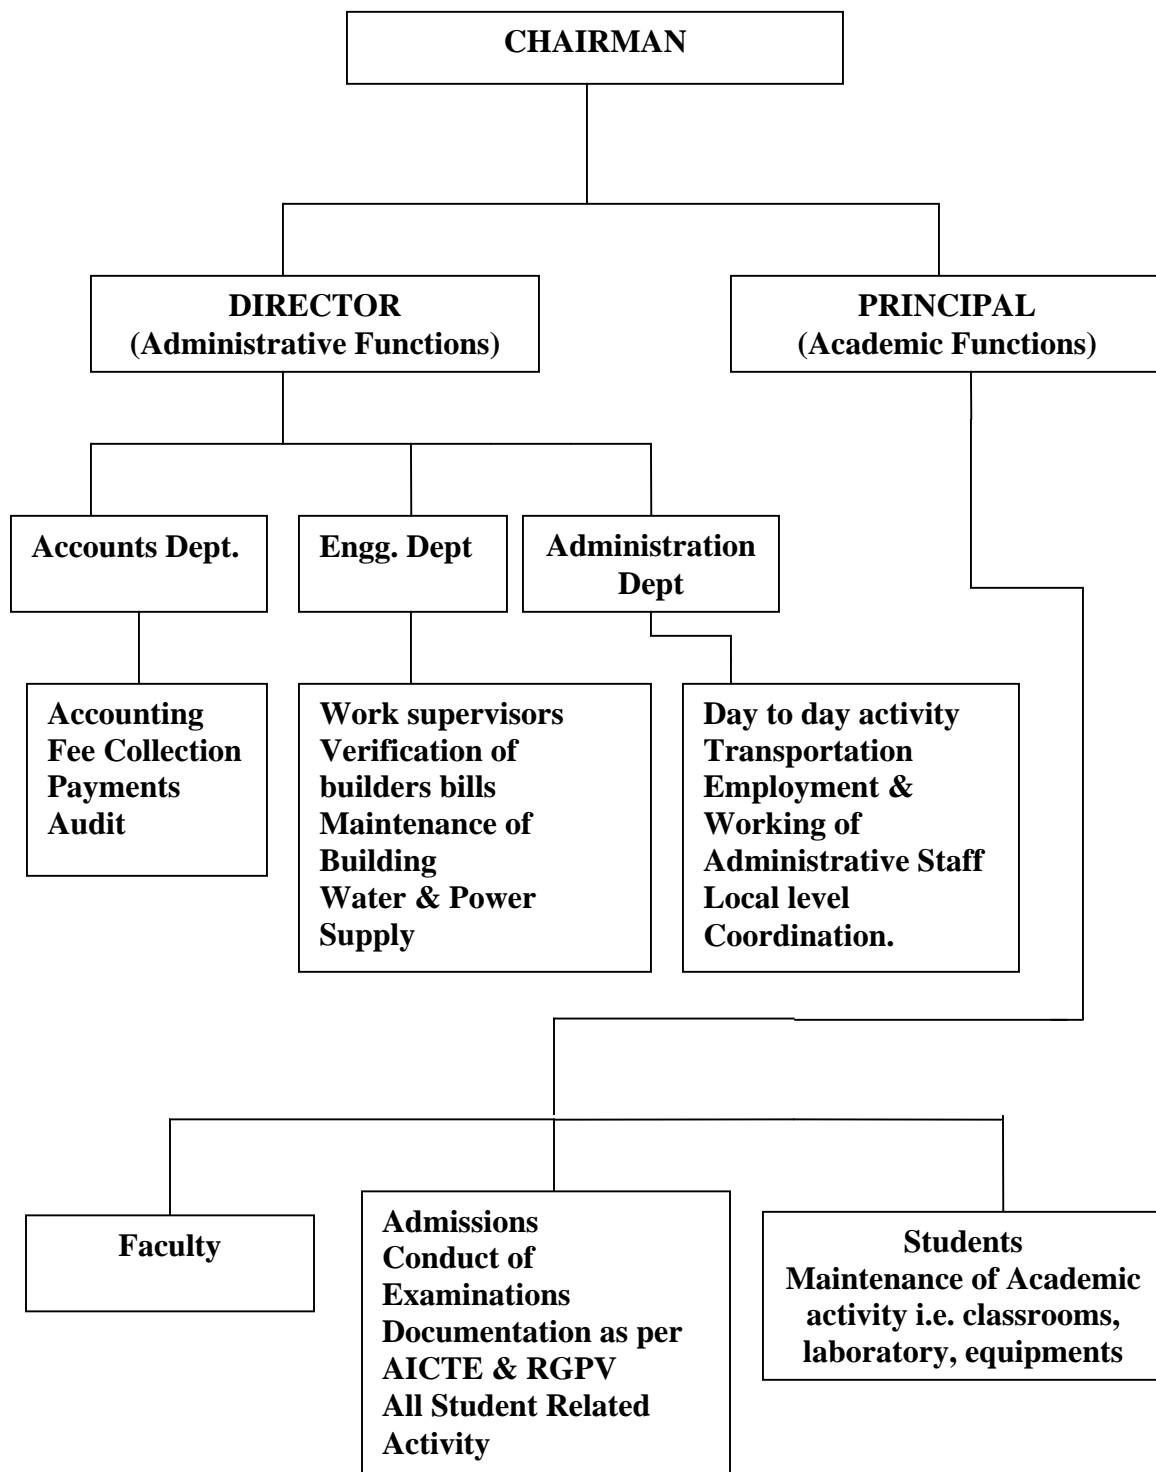 CHAIRMAN
DIRECTOR
(Administrative Functions)
PRINCIPAL
(Academic Functions)
Accounts Dept.
Engg. Dept
Administration
Dept
Accounting
Fee Collection
Payments
Audit
Work supervisors
Verification of
builders bills
Maintenance of
Building
Water & Power
Supply
Day to day activity
Transportation
Employment &
Working of
Administrative Staff
Local level
Coordination.
Faculty
Admissions
Conduct of
Examinations
Documentation as per
AICTE & RGPV
All Student Related
Activity
Students
Maintenance of Academic
activity i.e. classrooms,
laboratory, equipments